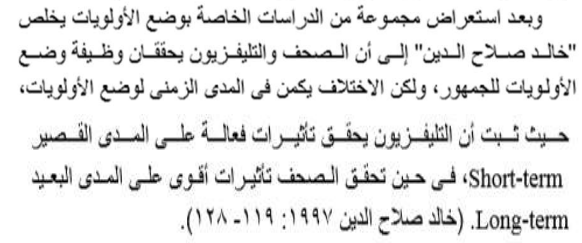 وبعد استعراض مجموعة من الدراسات الخاصة بوضع الأولويات يخلص
"خالد صلاح الدين" إلى أن الصحف والتليفزيون يحققان وظيفة وضع
الأولويات للجمهور، ولكن الاختلاف يكمن فى المدى الزمنى لوضع الأولويات،
حيث ثبت أن التليفزيون يحقق تأثيرات فعالة على المدى القصير
Short-term، فى حين تحقق الصحف تأثيرات أقوى على المدى البعيد
Long-term. (خالد صلاح الدين ١٩٩٧: ١١٩- ١٢٨).